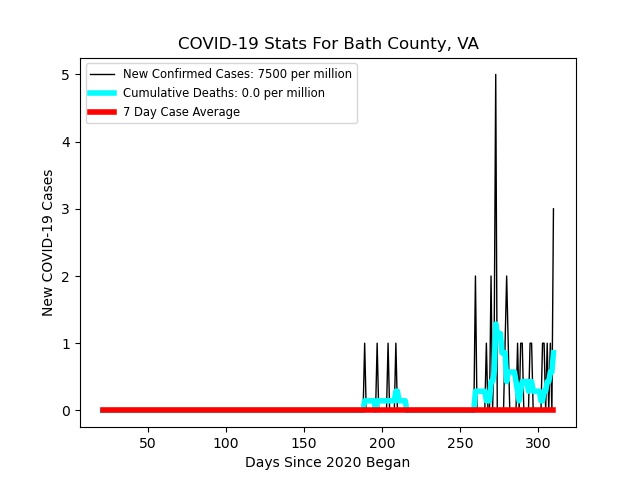 COVID-19 Stats For Bath County, VA
New Confirmed Cases: 7500 per million
Cumulative Deaths: 0.0 per million
7 Day Case Average
New COVID-19 Cases
5
4
3
2
1
0
50 100 150 200 250 300
Days Since 2020 Began